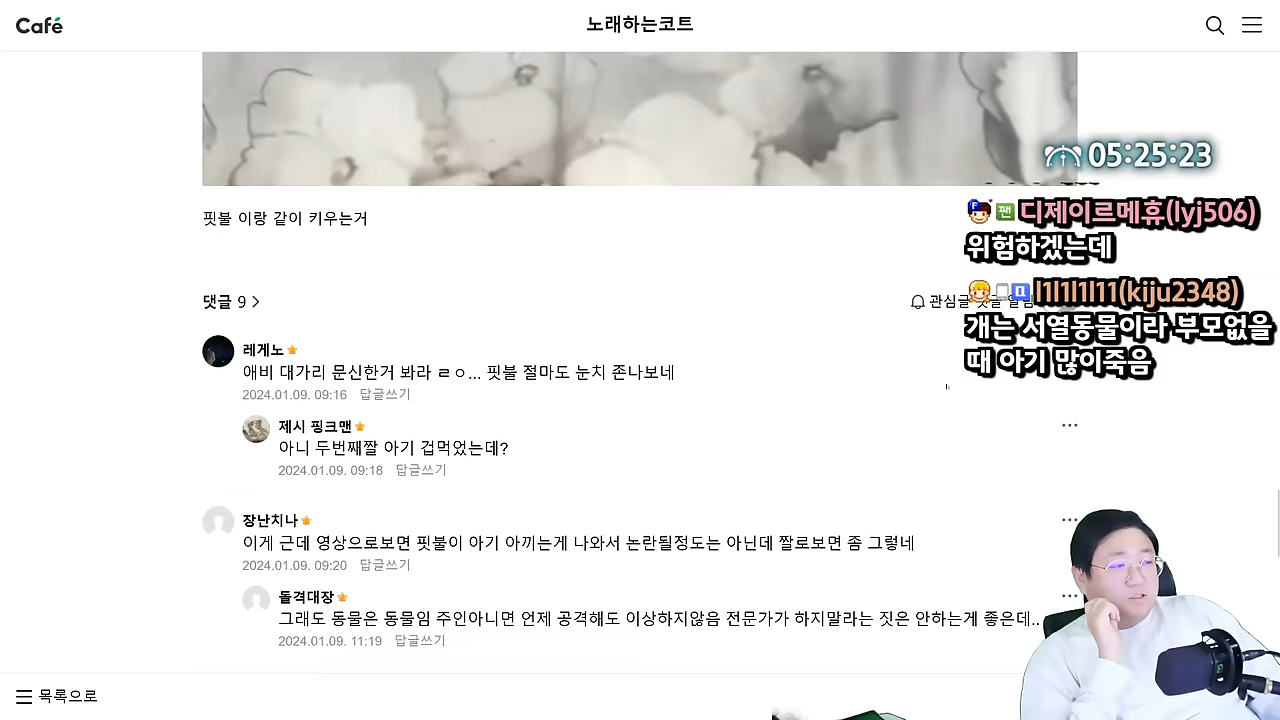 Café
노래하는코트
05:25:23
핏불 이랑 같이 키우는거
디제이르메휴(lyj506)
위험하겠는데
댓글 9
관심글 댓글 알림
l1l1l1l11(kiju2348)
개는 서열동물이라 부모없을
때 아기 많이죽음
레게노
애비 대가리 문신한거 봐라 ㄹㅇ... 핏불 절마도 눈치 존나보네
2024.01.09. 09:16 답글쓰기
제시 핑크맨
아니 두번째짤 아기 겁먹었는데?
2024.01.09. 09:18 답글쓰기
장난치나
이게 근데 영상으로보면 핏불이 아기 아끼는게 나와서 논란될정도는 아닌데 짤로보면 좀 그렇네
2024.01.09. 09:20 답글쓰기
돌격대장
그래도 동물은 동물임 주인아니면 언제 공격해도 이상하지않음 전문가가 하지말라는 짓은 안하는게 좋은데..
2024.01.09. 11:19 답글쓰기
목록으로